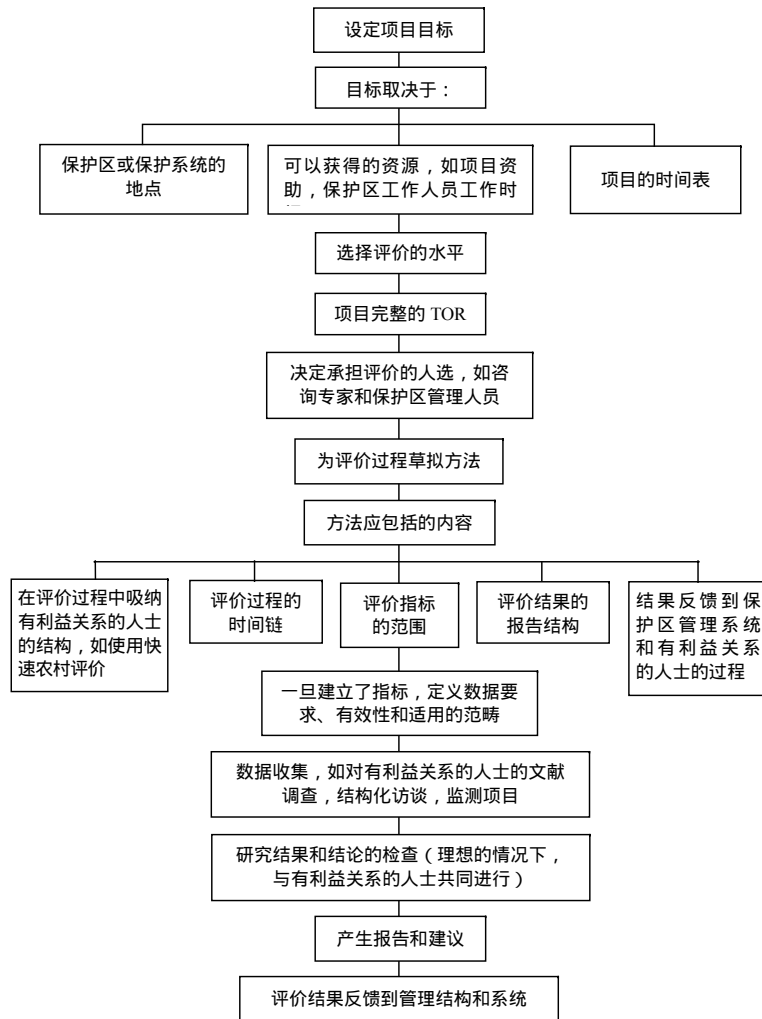 设定项目目标
目标取决于：
保护区或保护系统的
地点
可以获得的资源，如项目资
助，保护区工作人员工作时
项目的时间表
选择评价的水平
项目完整的 TOR
决定承担评价的人选，如咨
询专家和保护区管理人员
为评价过程草拟方法
方法应包括的内容
在评价过程中吸纳
有利益关系的人士
的结构，如使用快
速农村评价
评价过程的
时间链
评价指标
的范围
评价结果的
报告结构
结果反馈到保
护区管理系统
和有利益关系
的人士的过程
一旦建立了指标，定义数据要
求、有效性和适用的范畴
数据收集，如对有利益关系的人士的文献
调查，结构化访谈，监测项目
研究结果和结论的检查（理想的情况下，
与有利益关系的人士共同进行）
产生报告和建议
评价结果反馈到管理结构和系统